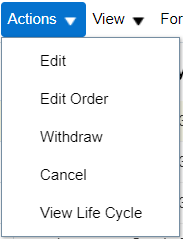 Actions View For
Edit
Edit Order
Withdraw
Cancel
View Life Cycle